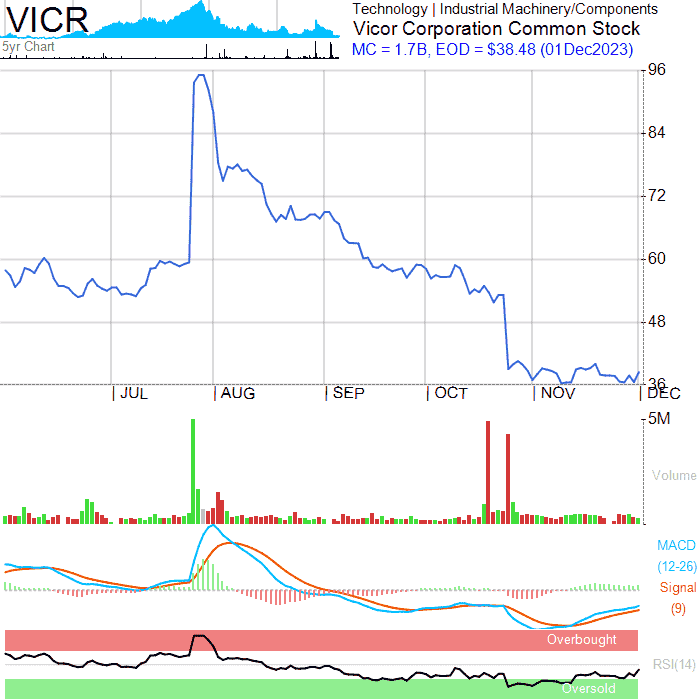 VICR
5yr Chart
Technology | Industrial Machinery/Components
Vicor Corporation Common Stock
MC = 1.7B, EOD = $38.48 (01Dec2023)
96
84
72
60
48
36
JUL
AUG
SEP
OCT
NOV
DEC
5M
Volume
MACD
(12-26)
Signal
(9)
Overbought
RSI(14)
Oversold